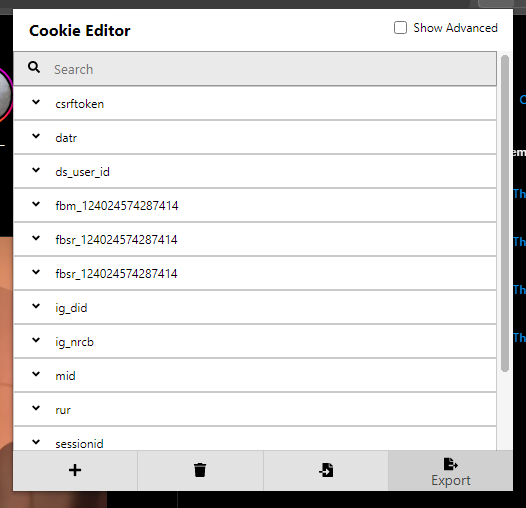 Cookie Editor
Show Advanced
Search
csrftoken
datr
ds_user_id
fbm_124024574287414
fbsr_124024574287414
fbsr_124024574287414
ig_did
ig_nrcb
mid
rur
sessionid
Export